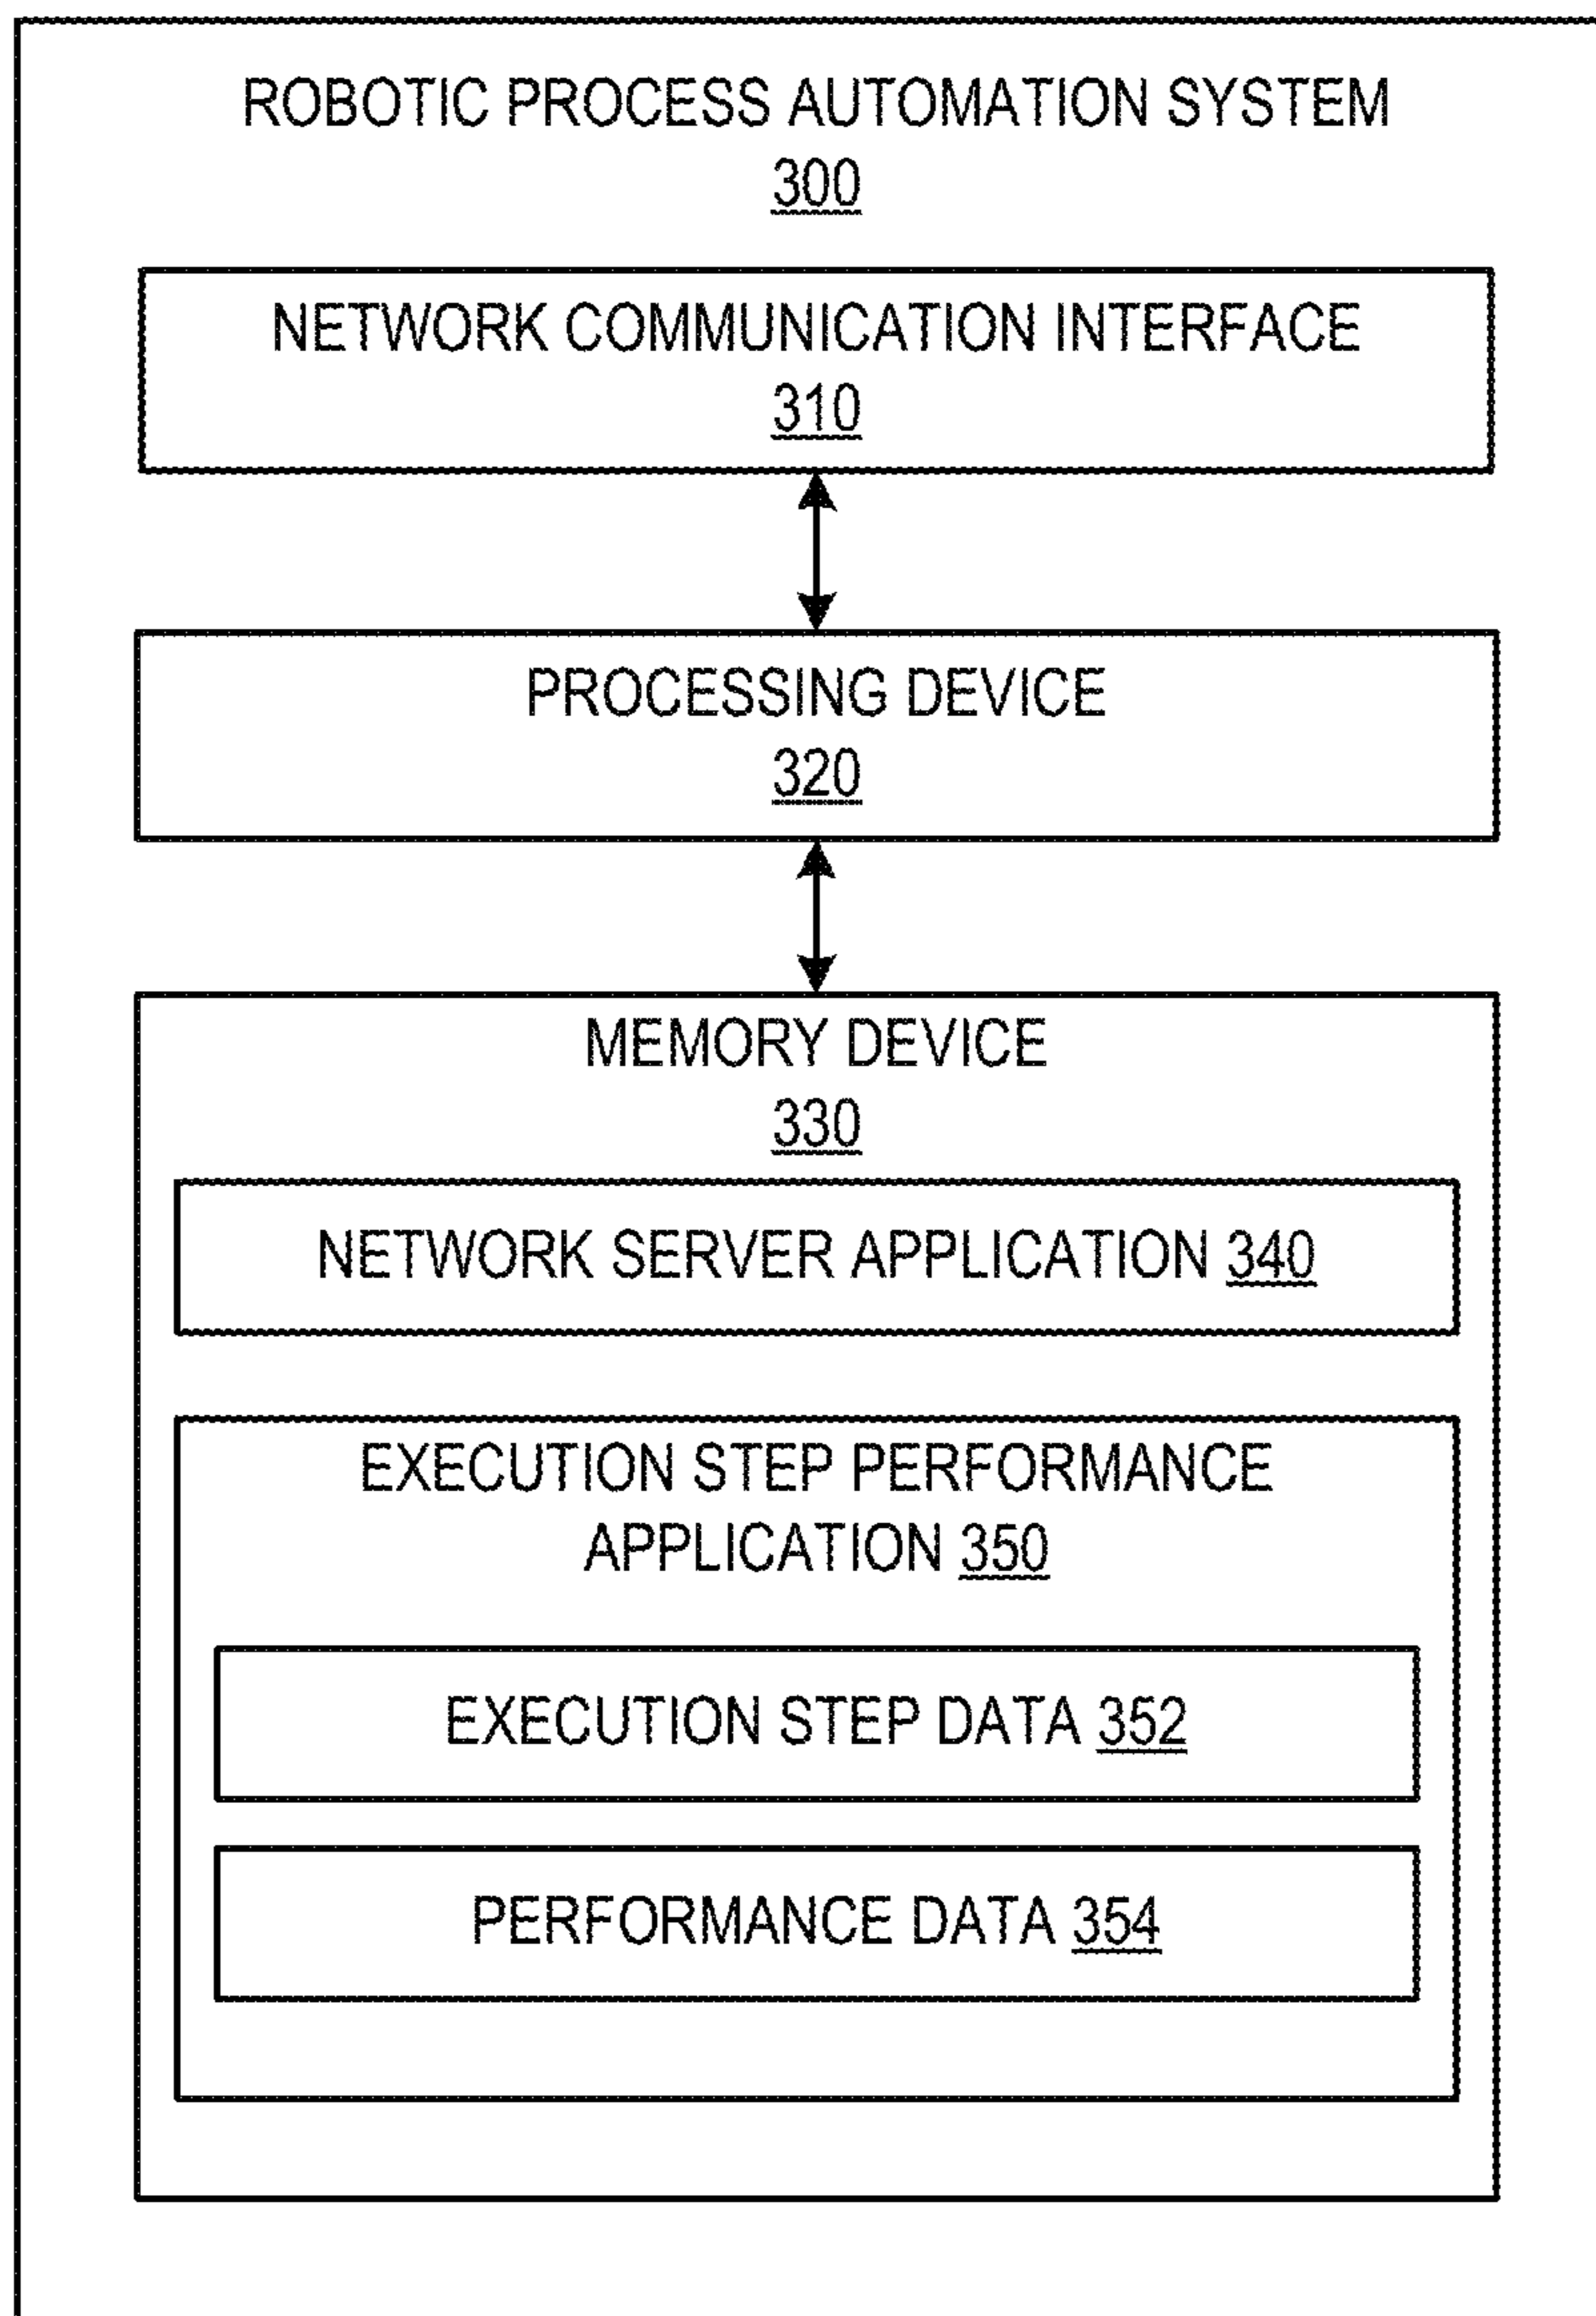 ROBOTIC PROCESS AUTOMATION SYSTEM
300
NETWORK COMMUNICATION INTERFACE
310
PROCESSING DEVICE
320
MEMORY DEVICE
330
NETWORK SERVER APPLICATION 340
EXECUTION STEP PERFORMANCE
APPLICATION 350
EXECUTION STEP DATA 352
PERFORMANCE DATA 354